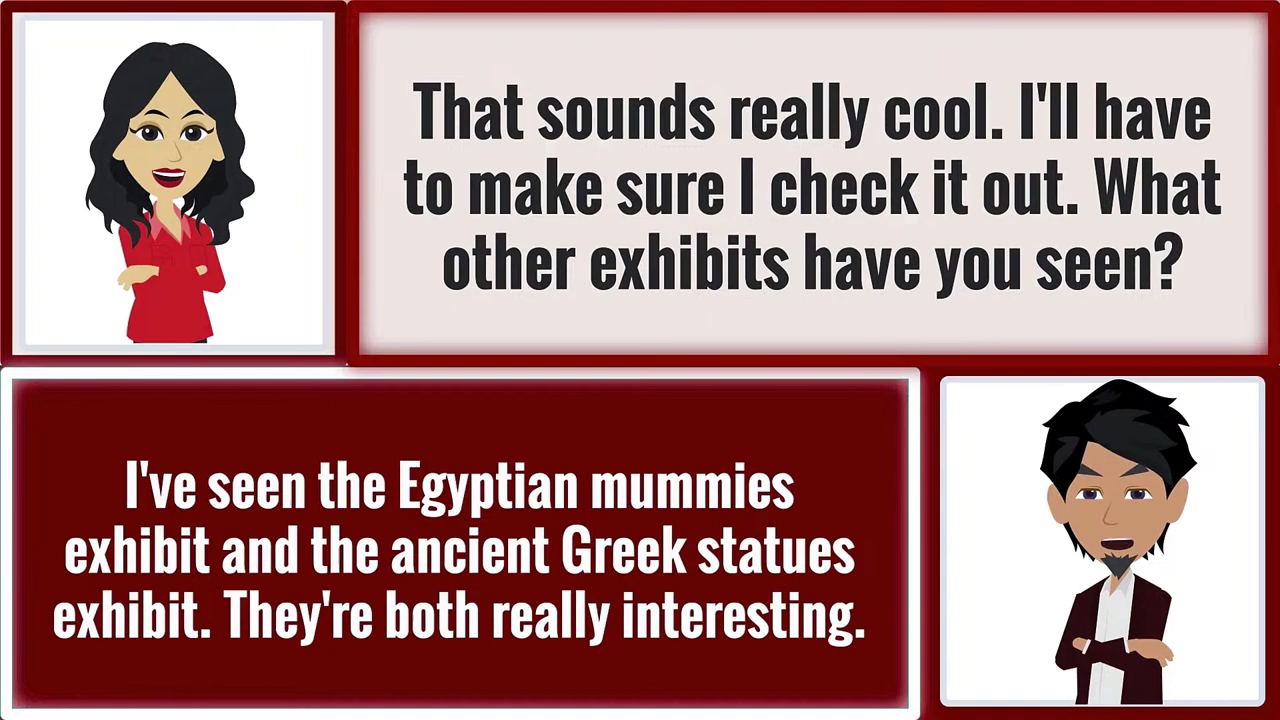 That sounds really cool. I'll have
to make sure I check it out. What
other exhibits have you seen?
I've seen the Egyptian mummies
exhibit and the ancient Greek statues
exhibit. They're both really interesting.